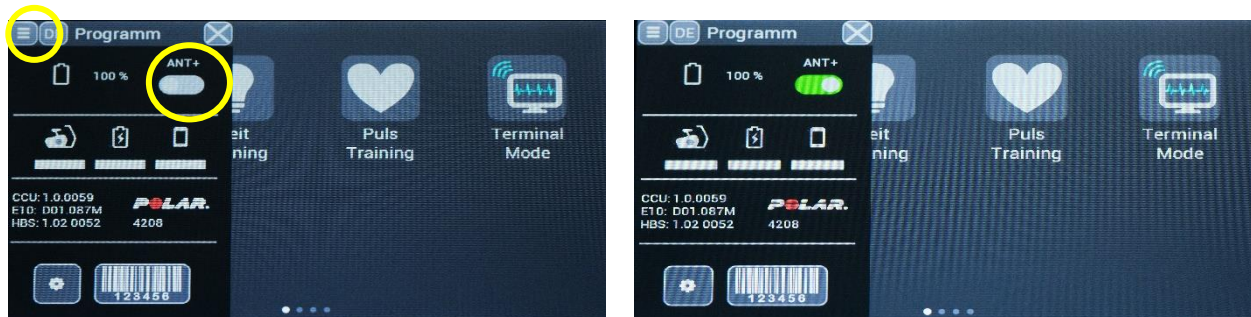 DE Programm
100 %
ANT+
eit
ning
Puls
Training
Terminal
Mode
CCU: 1.0.0059
E10: D01.087M
HBS: 1.02 0052
POLAR.
4208
123456
DE Programm
100 %
ANT+
eit
ning
Puls
Training
Terminal
Mode
CCU: 1.0.0059
E10: D01.087M
HBS: 1.02 0052
POLAR.
4208
123456